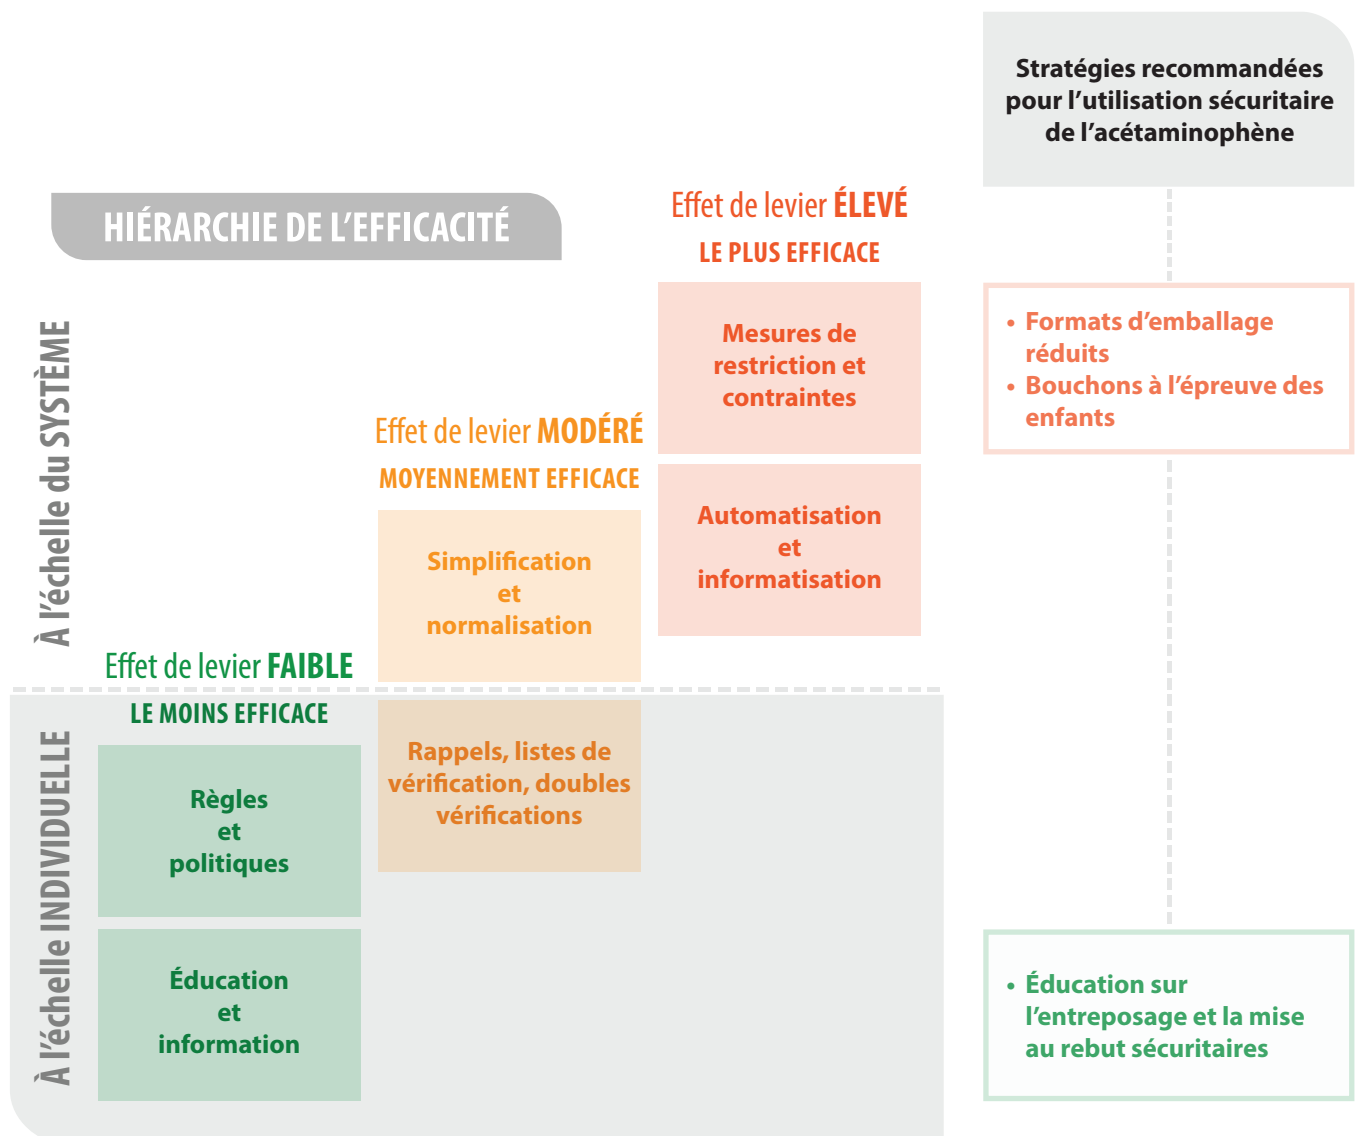 Stratégies recommandées
pour l’utilisation sécuritaire
de l’acétaminophène
HIÉRARCHIE DE L’EFFICACITÉ
Effet de levier ÉLEVÉ
LE PLUS EFFICACE
Mesures de
restriction et
contraintes
• Formats d’emballage
réduits
• Bouchons à l’épreuve des
enfants
À l’échelle du SYSTÈME
Effet de levier MODÉRÉ
MOYENNEMENT EFFICACE
Automatisation
et
informatisation
Simplification
et
normalisation
Effet de levier FAIBLE
LE MOINS EFFICACE
À l’échelle INDIVIDUELLE
Règles
et
politiques
Rappels, listes de
vérification, doubles
vérifications
Éducation
et
information
• Éducation sur
l’entreposage et la mise
au rebut sécuritaires